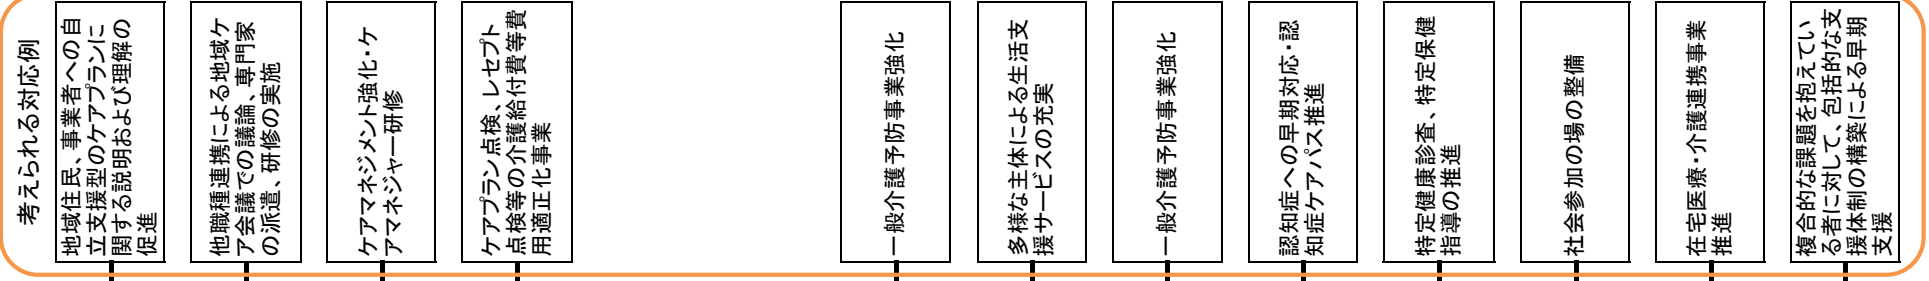 考えられる対応例
地域住民、事業者への自
立支援型のケアプランに
関する説明および理解の
促進
他職種連携による地域ケ
ア会議での議論、専門家
の派遣、研修の実施
ケアマネジメント強化・ケ
アマネジャー研修
ケアプラン点検、レセプト
点検等の介護給付費等費
用適正化事業
一般介護予防事業強化
多様な主体による生活支
援サービスの充実
一般介護予防事業強化
認知症への早期対応・認
知症ケアパス推進
特定健康診査、特定保健
指導の推進
社会参加の場の整備
在宅医療・介護連携事業
推進
複合的な課題を抱えてい
る者に対して、包括的な支
援体制の構築による早期
支援